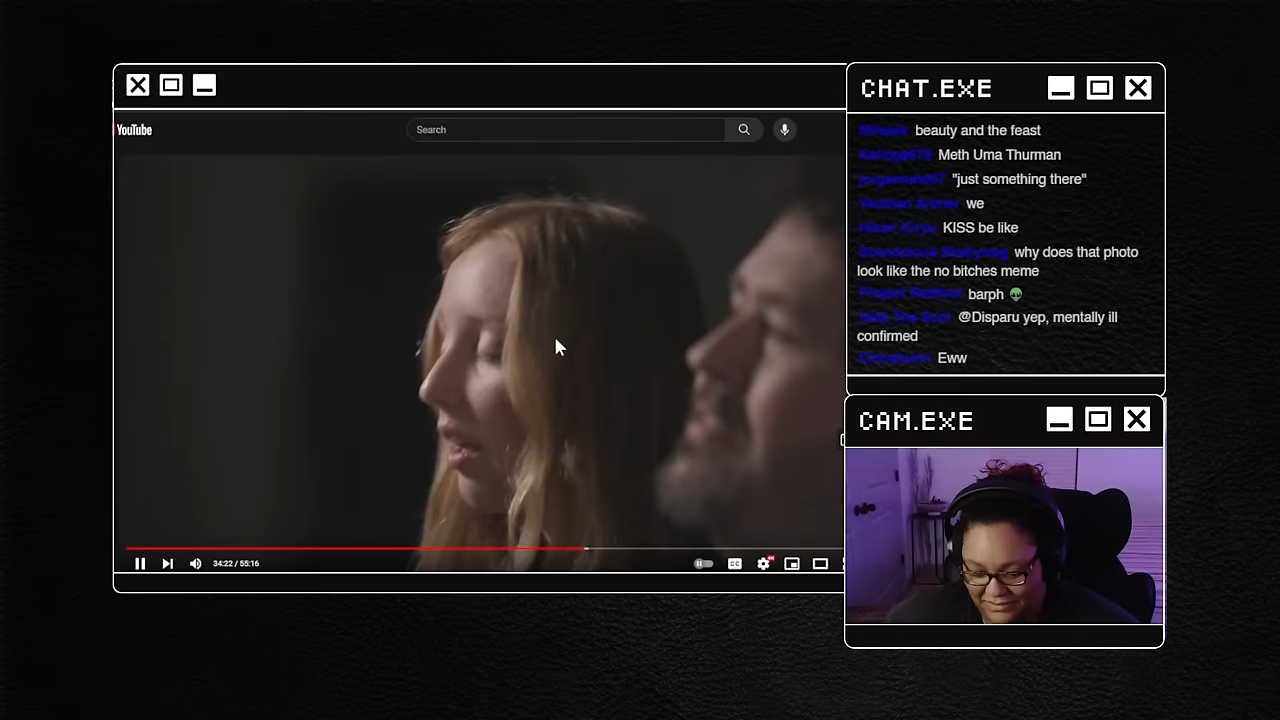 YouTube
Search
34:22 / 55:16
CC
CHAT.EXE
beauty and the feast
Meth Uma Thurman
"just something there"
we
KISS be like
why does that photo
look like the no bitches meme
barph
@Disparu yep, mentally ill
confirmed
Eww
CAM.EXE